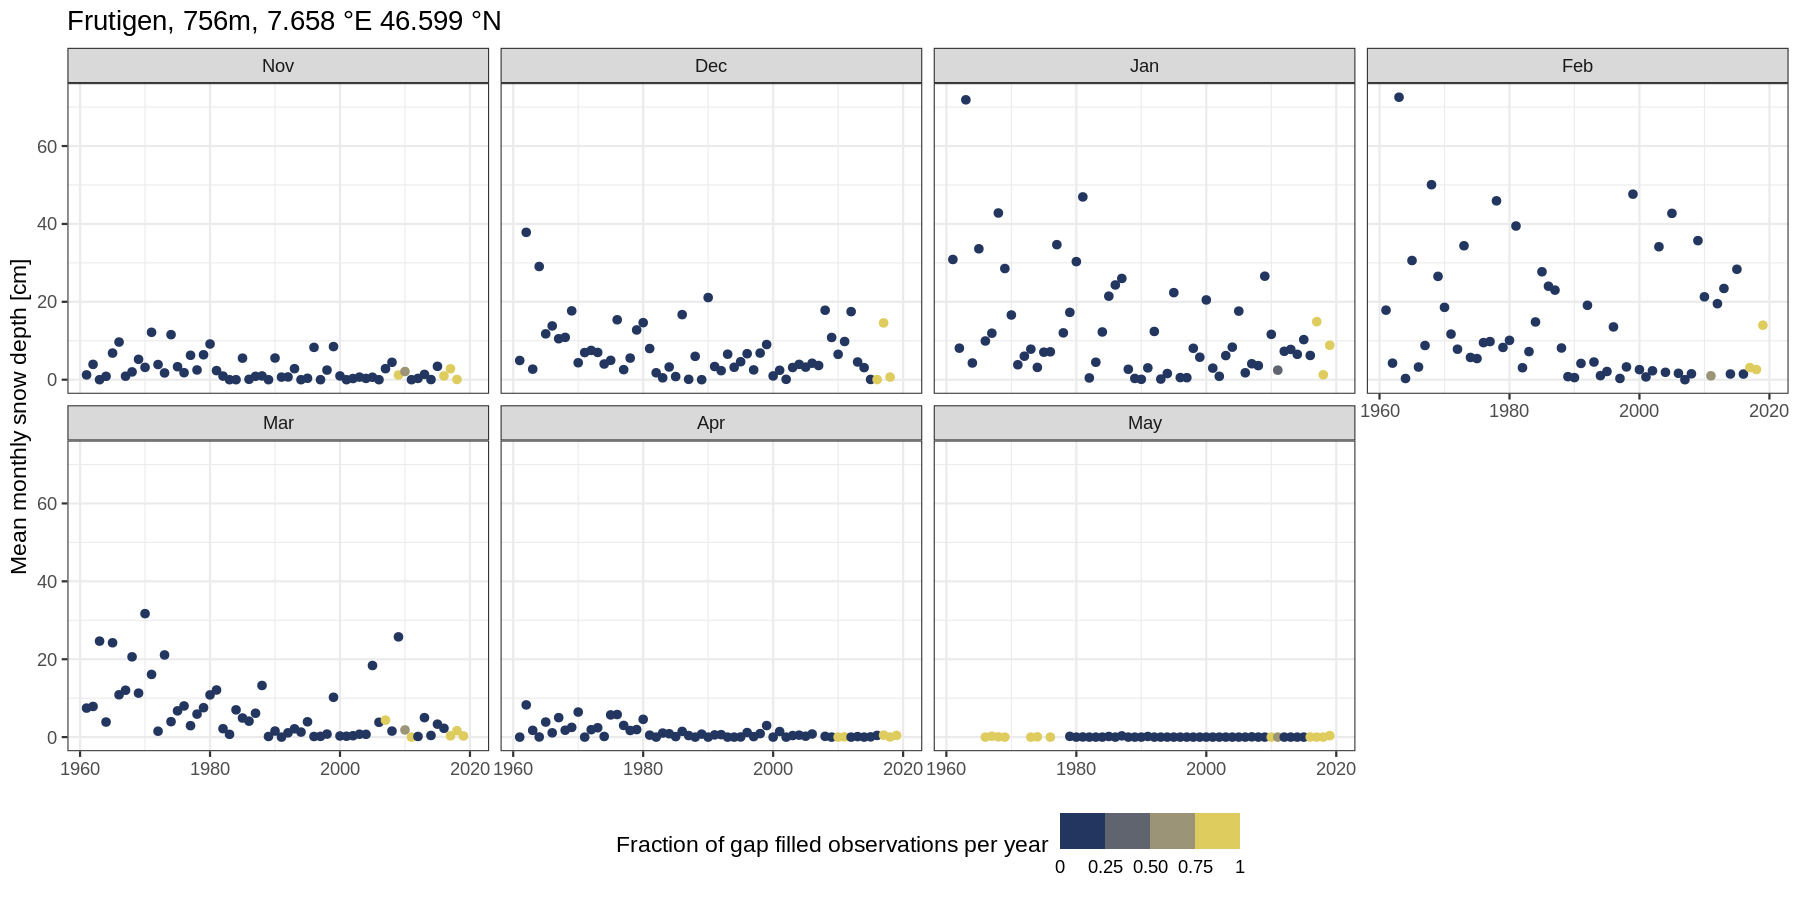 Frutigen, 756m, 7.658 °E 46.599 °N
Nov
Dec
Jan
Feb
Mean monthly snow depth [cm]
60
40
20
0
1960 1980 2000 2020
Mar
Apr
May
60
40
20
0
1960 1980 2000 2020
1960 1980 2000 2020
1960 1980 2000 2020
Fraction of gap filled observations per year
0 0.25 0.50 0.75 1